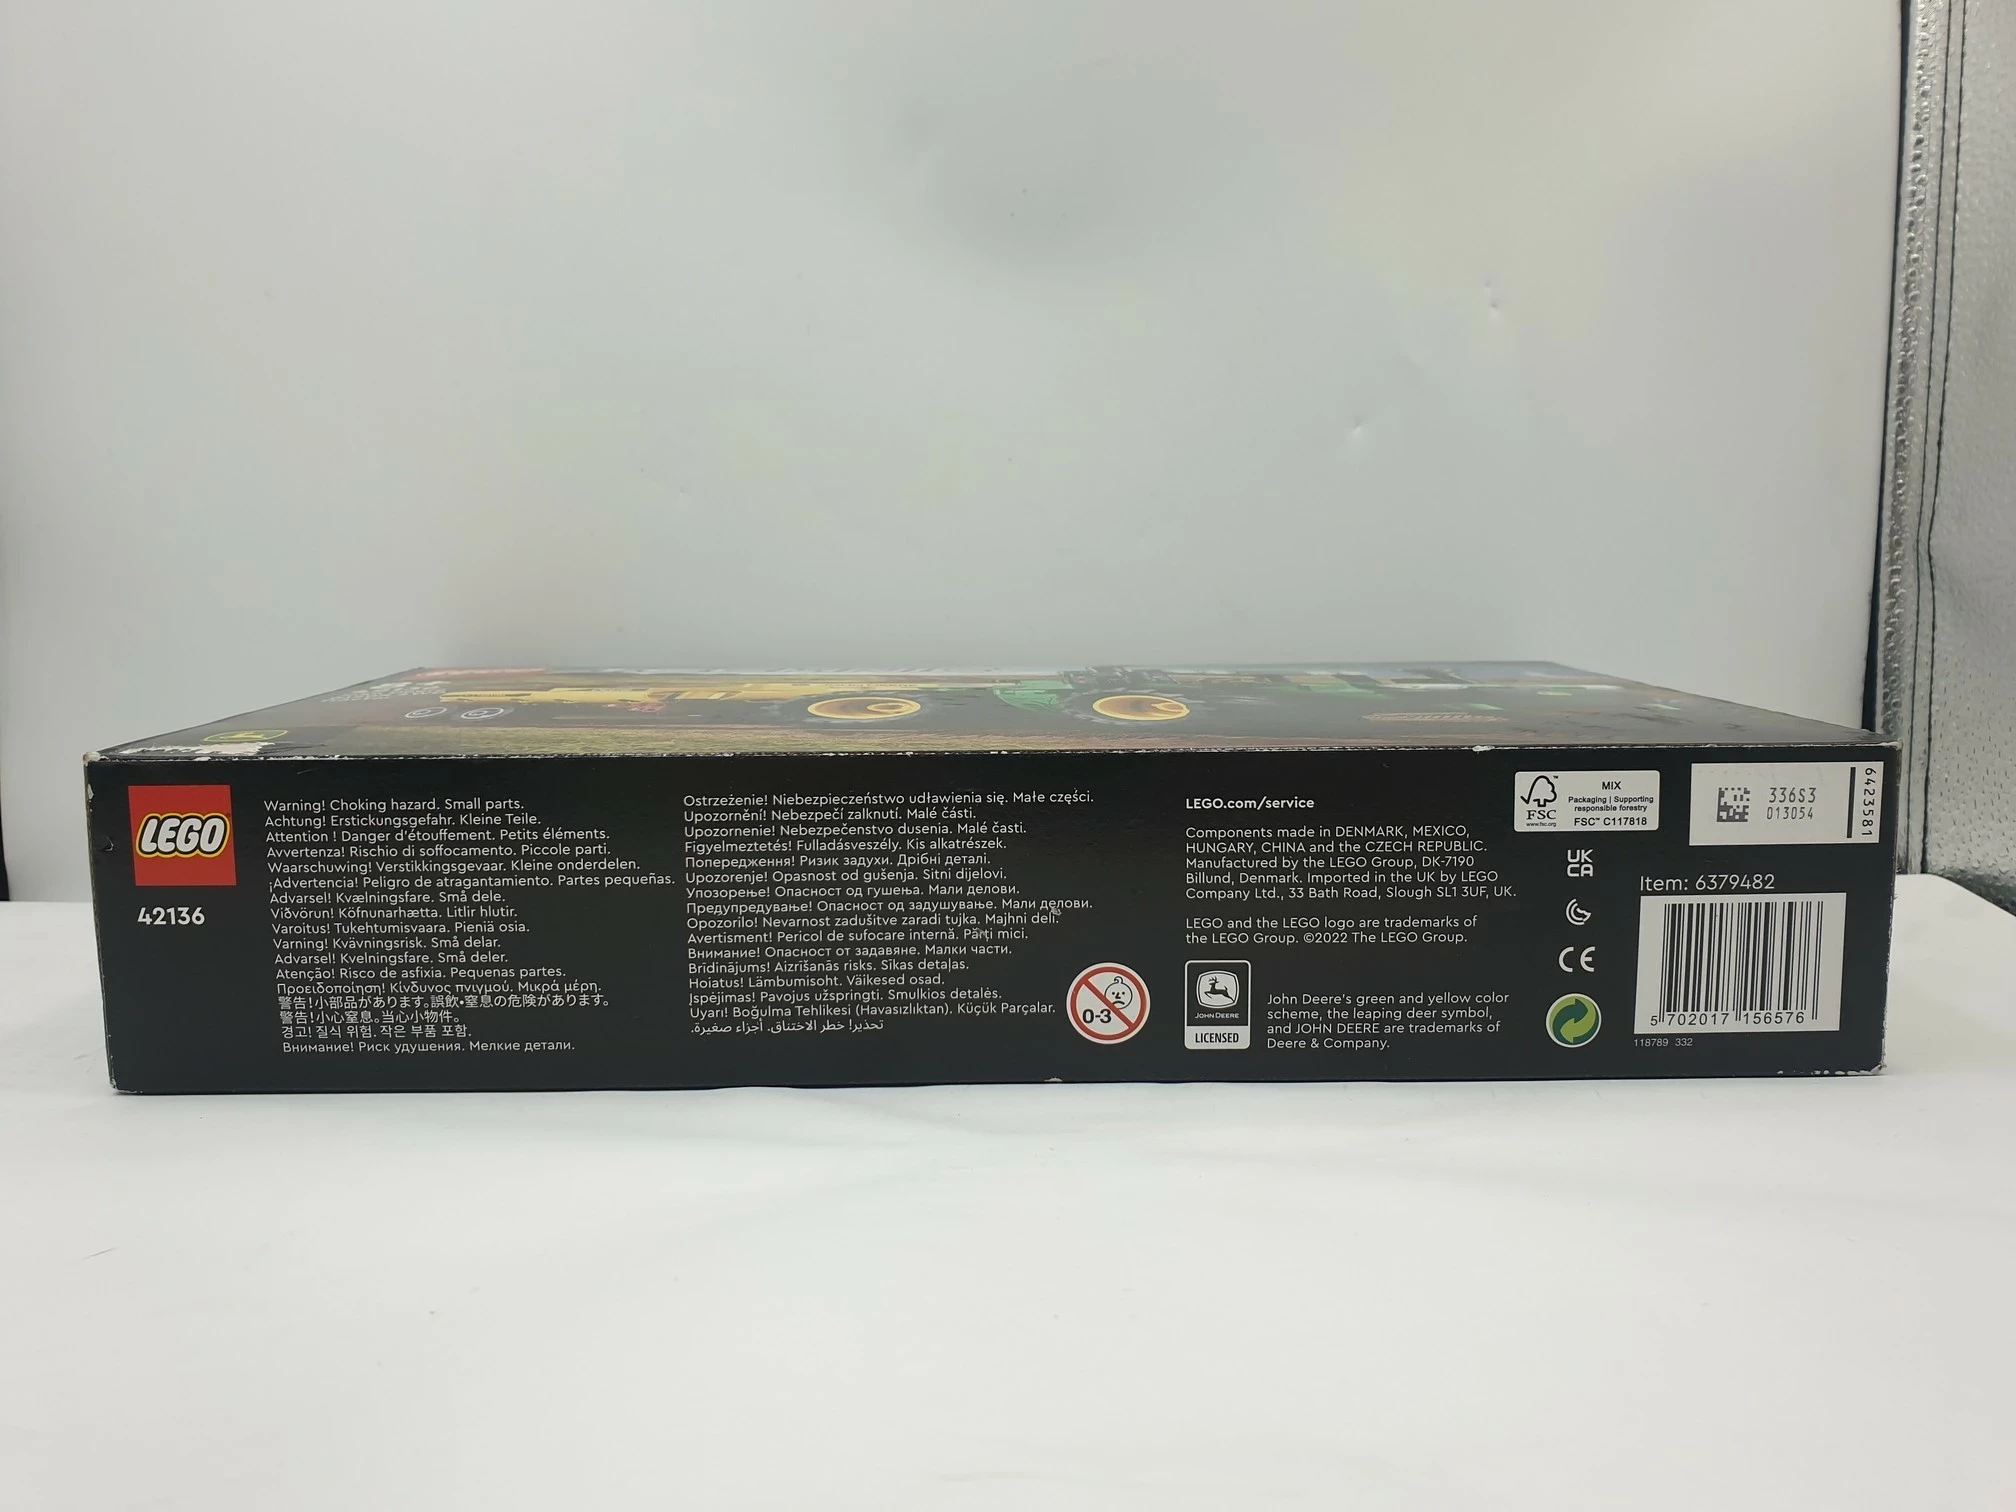 LEGO
42136
Warning! Choking hazard. Small parts.
Achtung! Erstickungsgefahr. Kleine Teile.
Attention ! Danger d'étouffement. Petits éléments.
Avvertenza! Rischio di soffocamento. Piccole parti.
Waarschuwing! Verstikkingsgevaar. Kleine onderdelen.
¡Advertencia! Peligro de atragantamiento. Partes pequeñas.
Advarsel! Kvælningsfare. Små dele.
Viðvörun! Köfnunarhætta. Litlir hlutir.
Varoitus! Tukehtumisvaara. Pieniä osia.
Varning! Kvävningsrisk. Små delar.
Advarsel! Kvelningsfare. Små deler.
Atenção! Risco de asfixia. Pequenas partes.
Προειδοποίηση! Κίνδυνος πνιγμού. Μικρά μέρη.
警告!小部品があります。誤飲•窒息の危険があります。
警告!小心窒息。当心小物件。
경고! 질식 위험. 작은 부품 포함.
Внимание! Риск удушения. Мелкие детали.
Ostrzeżenie! Niebezpieczeństwo udławienia się. Małe części.
Upozornění! Nebezpečí zalknutí. Malé části.
Upozornenie! Nebezpečenstvo dusenia. Malé časti.
Figyelmeztetés! Fulladásveszély. Kis alkatrészek.
Попередження! Ризик задухи. Дрібні деталі.
Upozorenje! Opasnost od gušenja. Sitni dijelovi.
Упозорење! Опасност од гушења. Мали делови.
Предупредување! Опасност од задушување. Мали делови.
Opozorilo! Nevarnost zadušitve zaradi tujka. Majhni deli.
Avertisment! Pericol de sufocare internă. Părți mici.
Внимание! Опасност от задавяне. Малки части.
Brīdinājums! Aizrīšanās risks. Sīkas detaļas.
Hoiatus! Lämbumisoht. Väikesed osad.
Įspėjimas! Pavojus užspringti. Smulkios detalės.
Uyarı! Boğulma Tehlikesi (Havasızlıktan). Küçük Parçalar.
تحذير! خطر الاختناق. أجزاء صغيرة.
0-3
LEGO.com/service
Components made in DENMARK, MEXICO,
HUNGARY, CHINA and the CZECH REPUBLIC.
Manufactured by the LEGO Group, DK-7190
Billund, Denmark. Imported in the UK by LEGO
Company Ltd., 33 Bath Road, Slough SL1 3UF, UK.
LEGO and the LEGO logo are trademarks of
the LEGO Group. ©2022 The LEGO Group.
JOHN DEERE
LICENSED
John Deere's green and yellow color
scheme, the leaping deer symbol,
and JOHN DEERE are trademarks of
Deere & Company.
FSC
www.fsc.org
MIX
Packaging | Supporting
responsible forestry
FSC™ C117818
UK
CA
CE
336S3
013054
6423581
Item: 6379482
5 702017 156576
118789 332